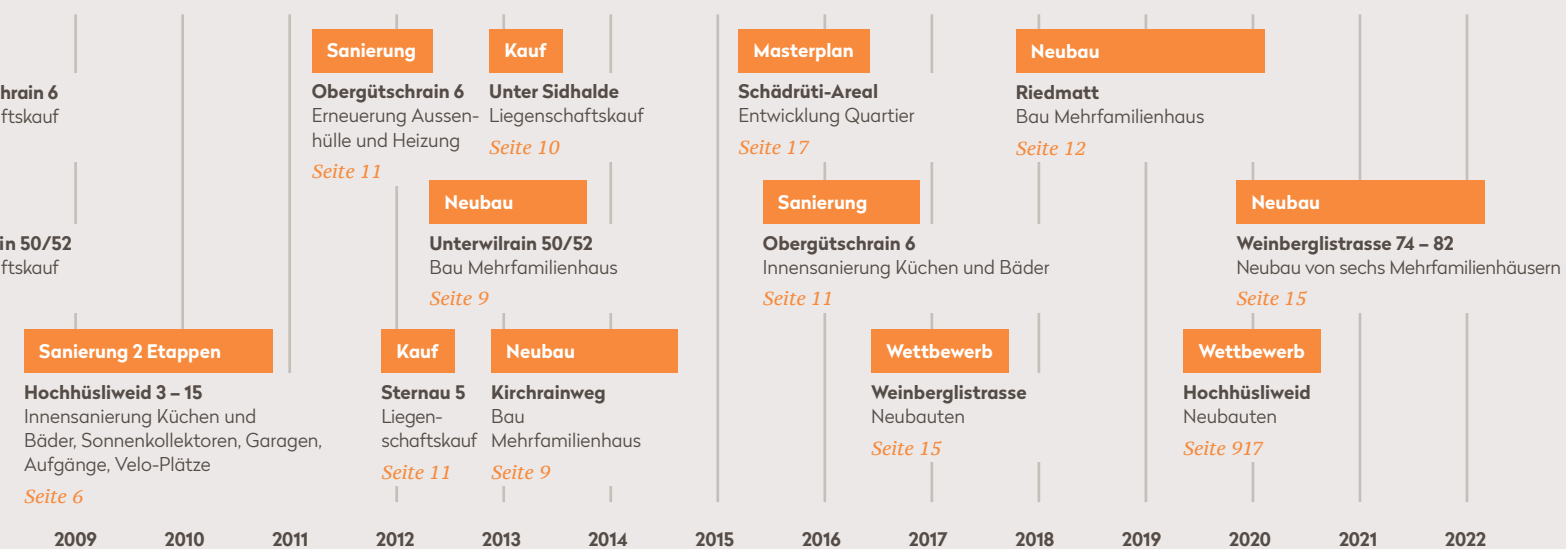 hrain 6
ftskauf
in 50/52
ftskauf
Sanierung 2 Etappen
Hochhüsliweid 3 – 15
Innensanierung Küchen und
Bäder, Sonnenkollektoren, Garagen,
Aufgänge, Velo-Plätze
Seite 6
Sanierung
Obergütschrain 6
Erneuerung Aussen-
hülle und Heizung
Seite 11
Kauf
Unter Sidhalde
Liegenschaftskauf
Seite 10
Neubau
Unterwilrain 50/52
Bau Mehrfamilienhaus
Seite 9
Kauf
Sternau 5
Liegen-
schaftskauf
Seite 11
Neubau
Kirchrainweg
Bau
Mehrfamilienhaus
Seite 9
Masterplan
Schädrüti-Areal
Entwicklung Quartier
Seite 17
Sanierung
Obergütschrain 6
Innensanierung Küchen und Bäder
Seite 11
Wettbewerb
Weinberglistrasse
Neubauten
Seite 15
Neubau
Riedmatt
Bau Mehrfamilienhaus
Seite 12
Neubau
Weinberglistrasse 74 – 82
Neubau von sechs Mehrfamilienhäusern
Seite 15
Wettbewerb
Hochhüsliweid
Neubauten
Seite 917
2009 2010 2011 2012 2013 2014 2015 2016 2017 2018 2019 2020 2021 2022